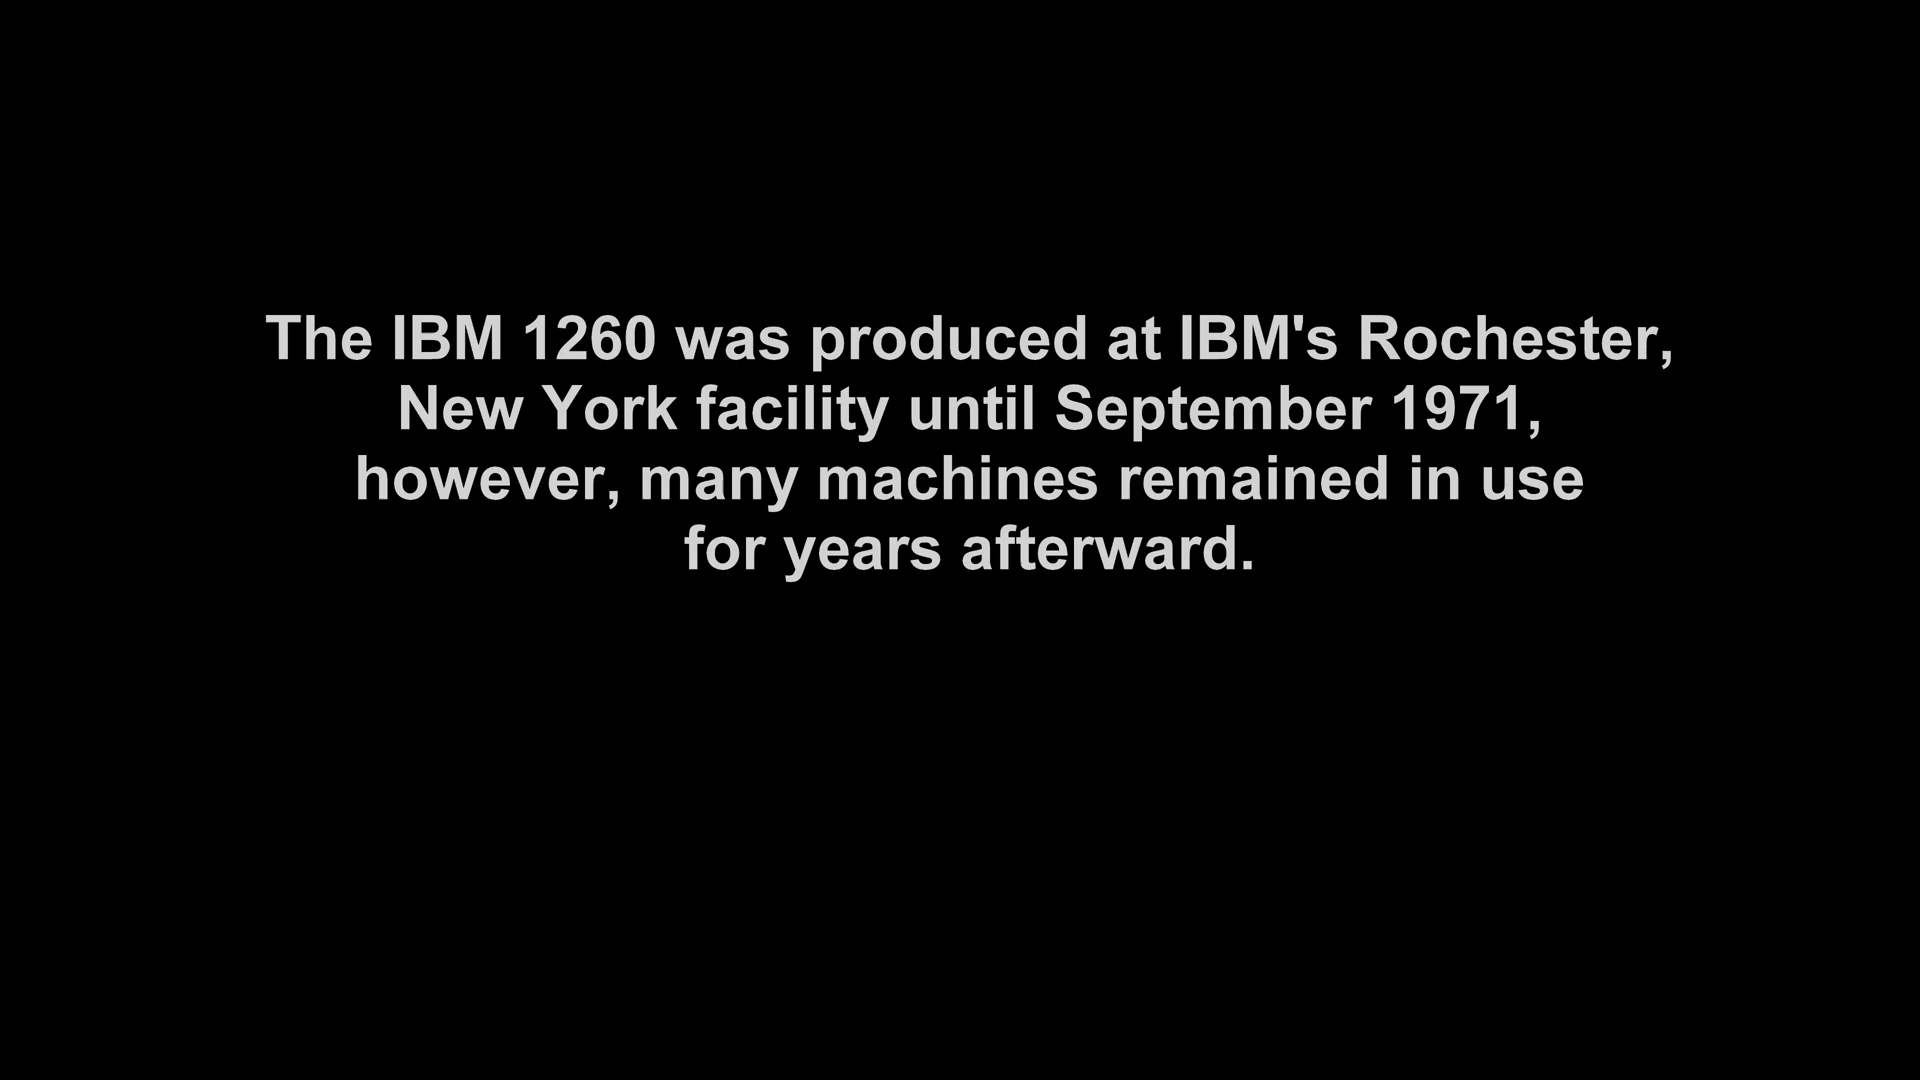 The IBM 1260 was produced at IBM's Rochester,
New York facility until September 1971,
however, many machines remained in use
for years afterward.